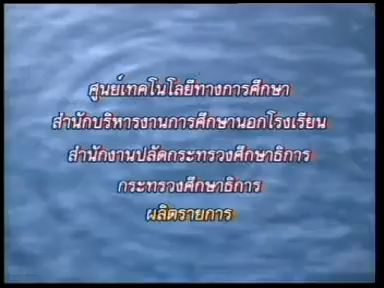 ศูนย์เทคโนโลยีทางการศึกษา
สำนักบริหารงานการศึกษานอกโรงเรียน
สำนักงานปลัดกระทรวงศึกษาธิการ
กระทรวงศึกษาธิการ
ผลิตรายการ